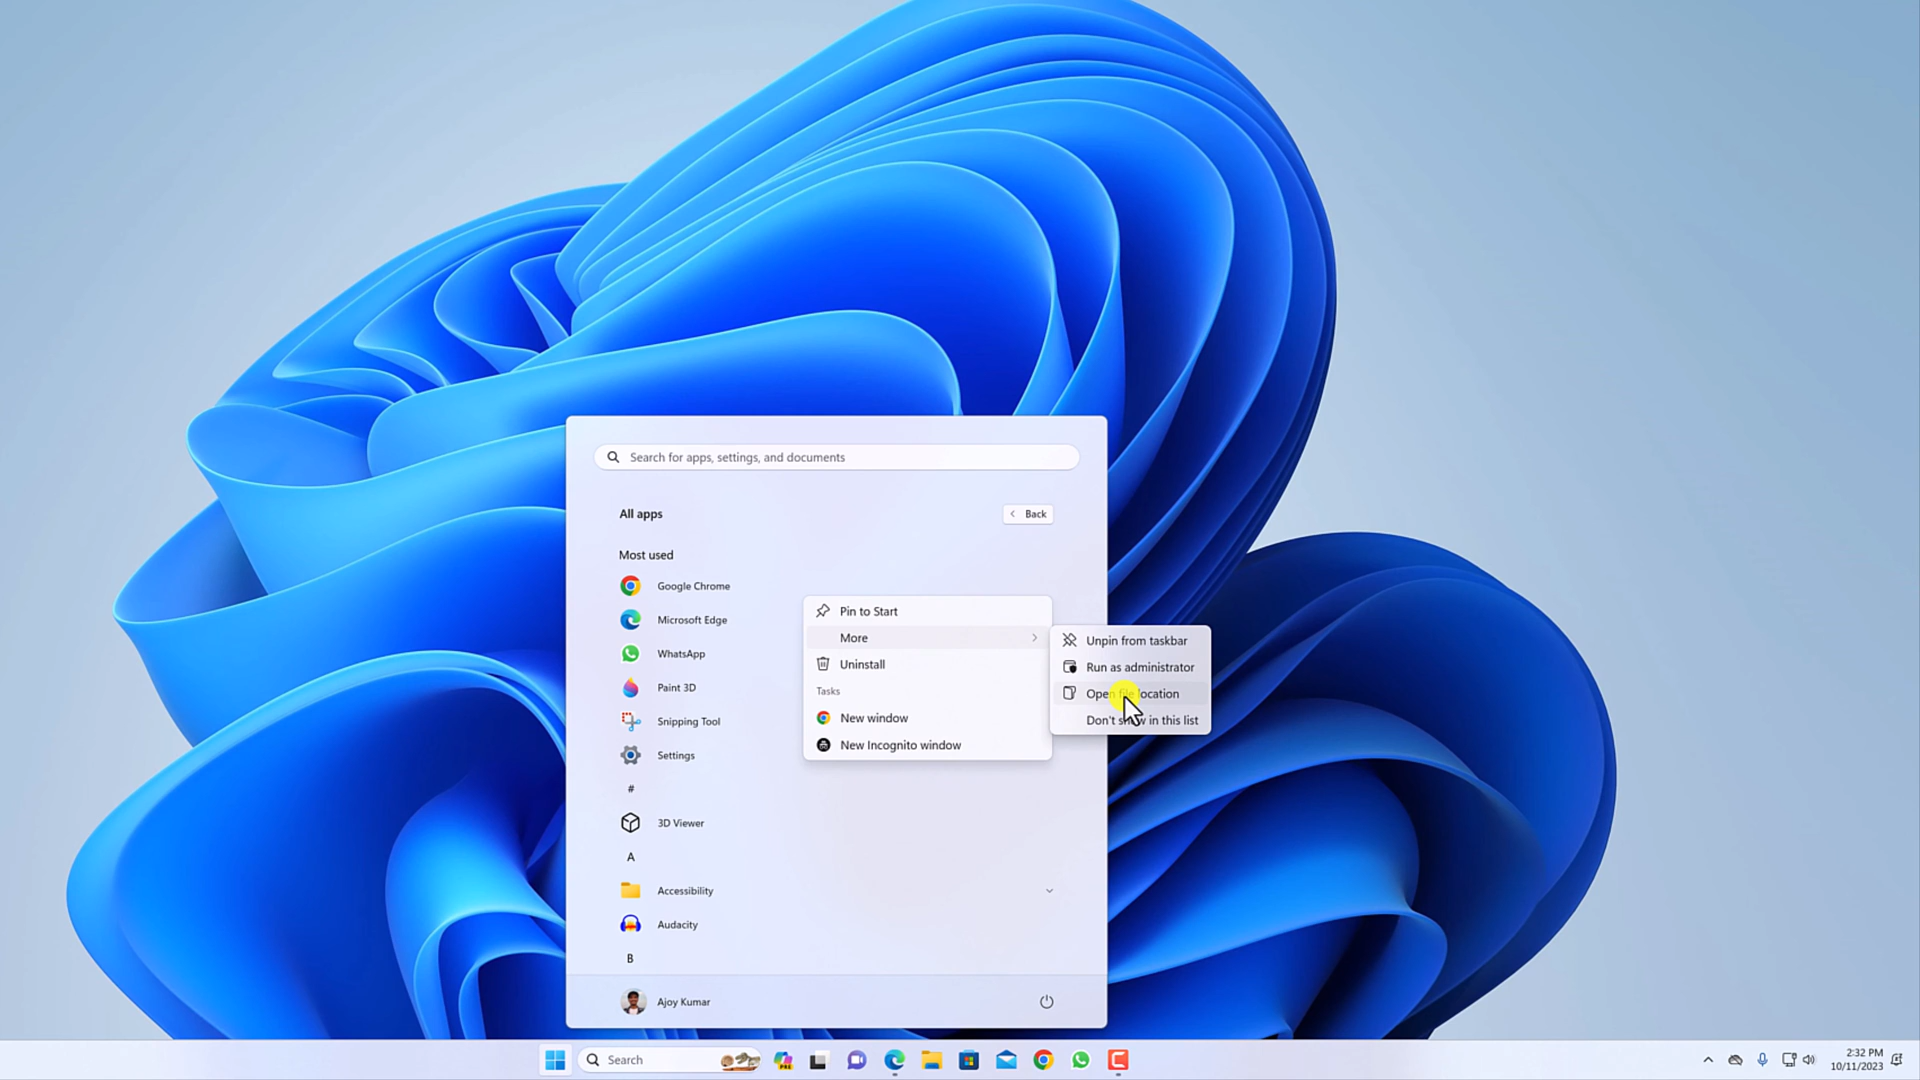 Search for apps, settings, and documents
All apps
Back
Most used
Google Chrome
Microsoft Edge
WhatsApp
Paint 3D
Snipping Tool
Settings
#
3D Viewer
A
Accessibility
Audacity
B
Ajoy Kumar
Pin to Start
More
Uninstall
Tasks
New window
New Incognito window
Unpin from taskbar
Run as administrator
Open file location
Don't show in this list
Search
PRE
2:32 PM
10/11/2023